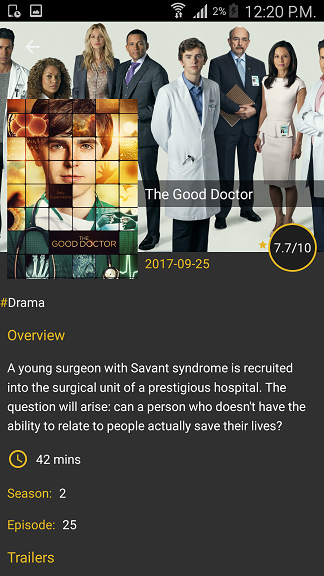 2% 12:20 P.M.
THE
GOOD DOCTOR
The Good Doctor
7.7/10
2017-09-25
#Drama
Overview
A young surgeon with Savant syndrome is recruited
into the surgical unit of a prestigious hospital. The
question will arise: can a person who doesn't have the
ability to relate to people actually save their lives?
42 mins
Season: 2
Episode: 25
Trailers